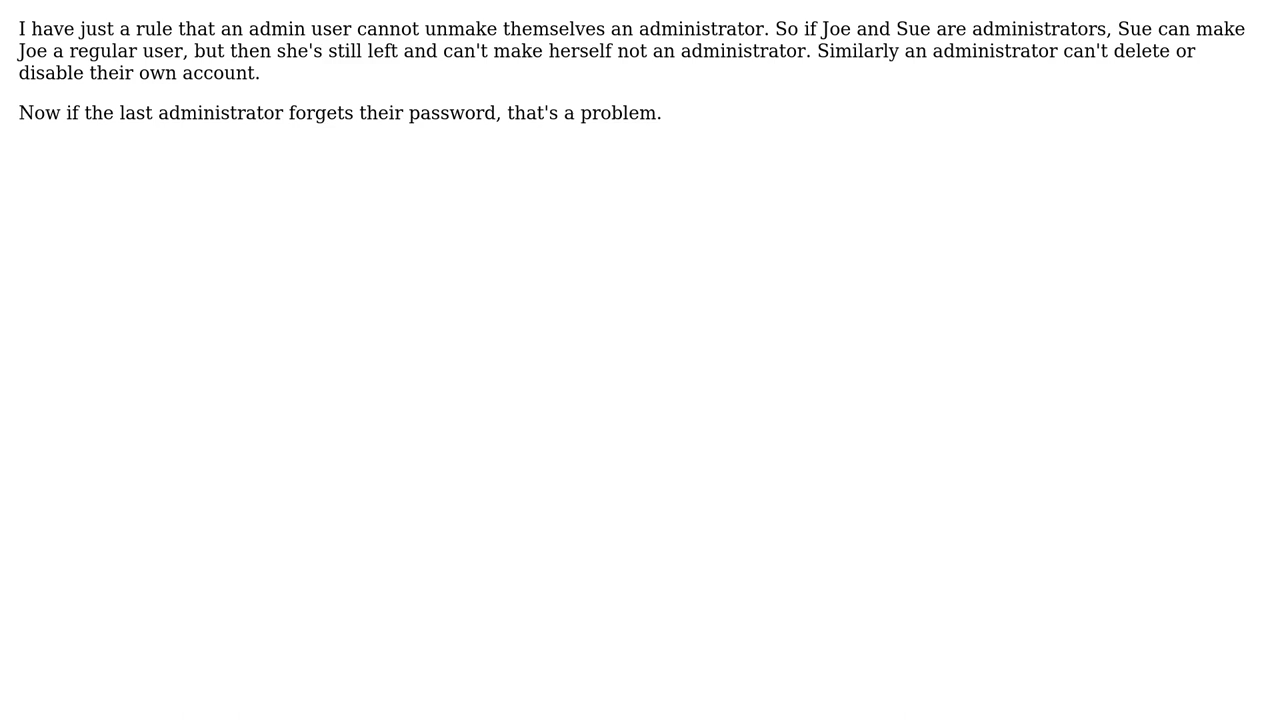 I have just a rule that an admin user cannot unmake themselves an administrator. So if Joe and Sue are administrators, Sue can make
Joe a regular user, but then she's still left and can't make herself not an administrator. Similarly an administrator can't delete or
disable their own account.
Now if the last administrator forgets their password, that's a problem.